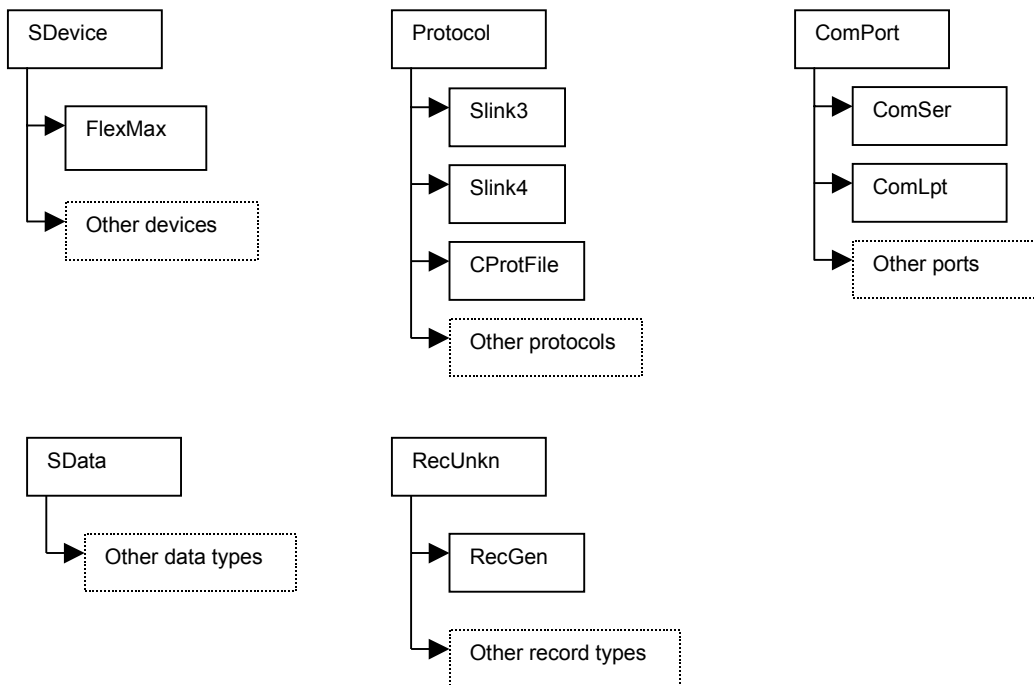 SDevice
FlexMax
Other devices
Protocol
Slink3
Slink4
CProtFile
Other protocols
ComPort
ComSer
ComLpt
Other ports
SData
Other data types
RecUnkn
RecGen
Other record types